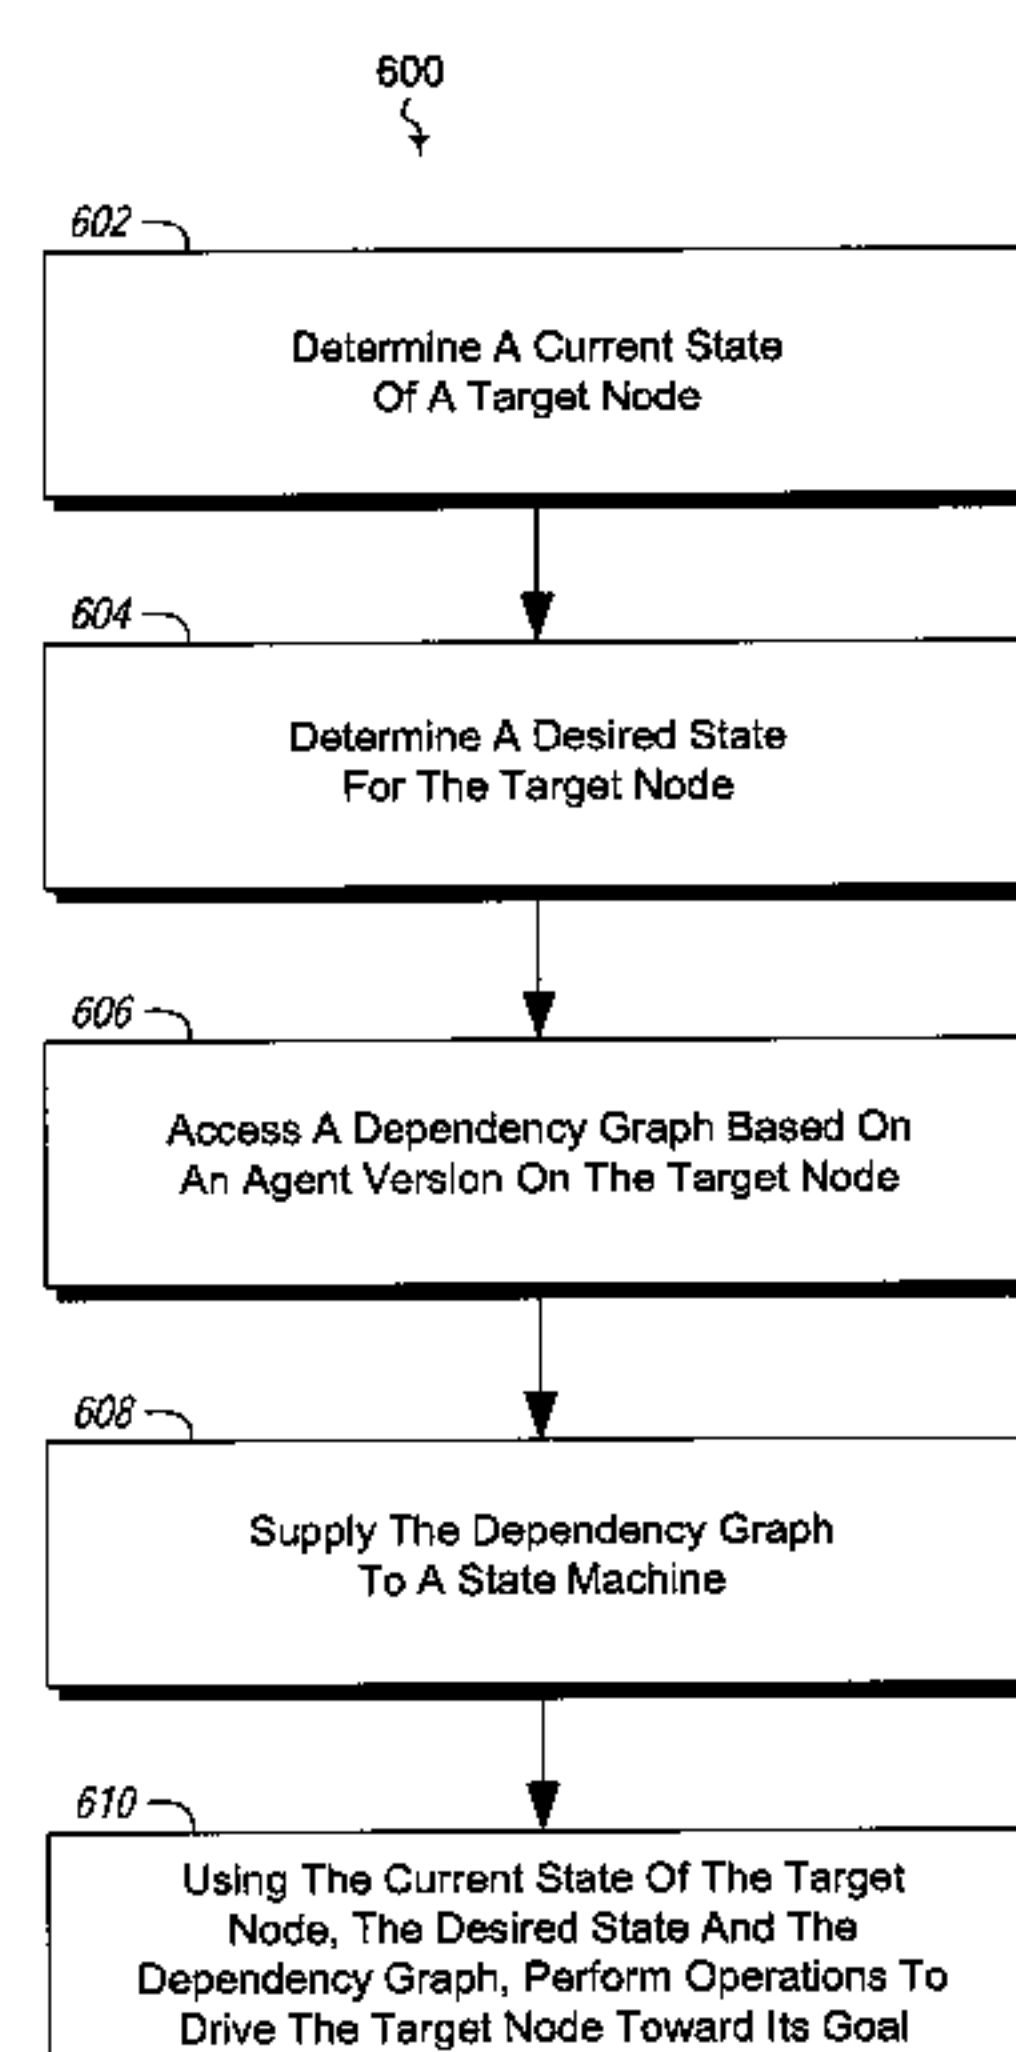 600
602
Determine A Current State
Of A Target Node
604
Determine A Desired State
For The Target Node
606
Access A Dependency Graph Based On
An Agent Version On The Target Node
608
Supply The Dependency Graph
To A State Machine
610
Using The Current State Of The Target
Node, The Desired State And The
Dependency Graph, Perform Operations To
Drive The Target Node Toward Its Goal